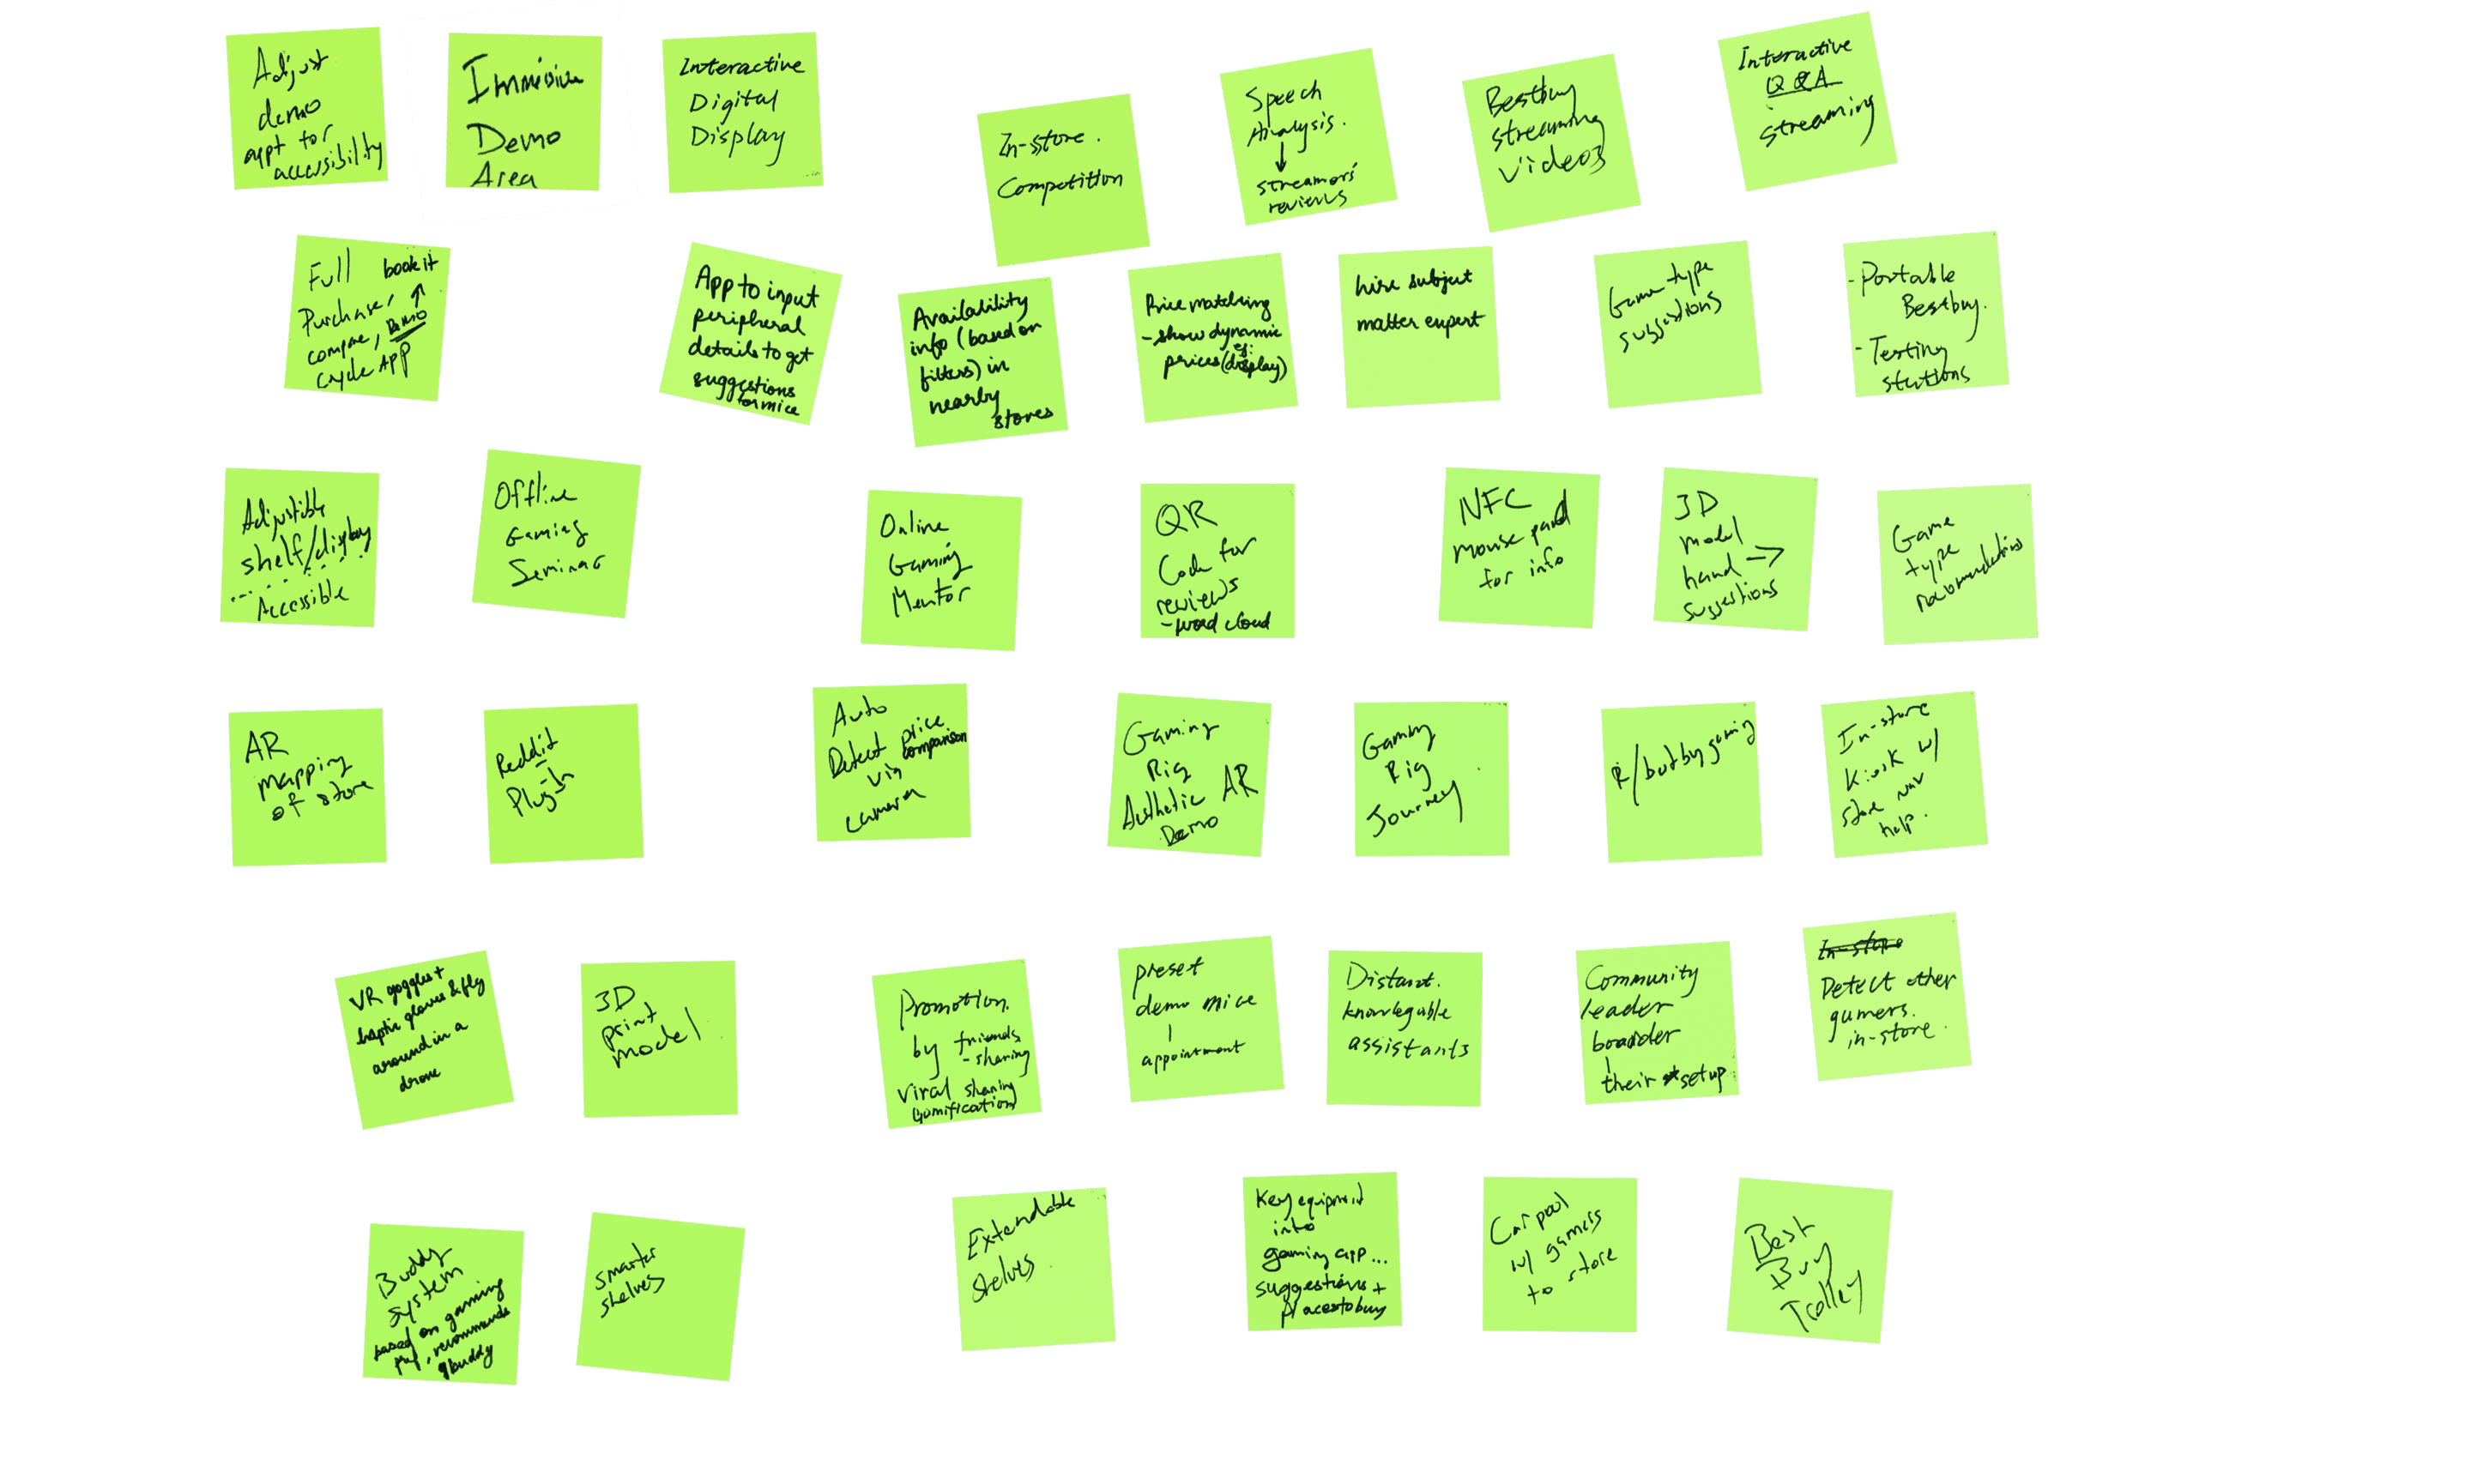 Adjust
demo
appt for
accessibility
Immisive
Demo
Area
Interactive
Digital
Display
In-store.
Competition
Speech
Analysis.
↓
streamers'
reviews
Bestbuy
streaming
videos
Interactive
Q&A
streaming
Full book it
Purchase, ↑
compare, DEMO
cycle APP
App to input
peripheral
details to get
suggestions
for mice
Availability
info (based on
filters) in
nearby
stores
Price matching
- show dynamic
eg:
prices (display)
hire subject
matter expert
Game type
suggestions
- Portable
Bestbuy.
- Testing
stations
Adjustible
shelf/display
Accessible
Offline
Gaming
Seminar
Online
Gaming
Mentor
QR
Code for
reviews
- word cloud
NFC
mouse pad
for info
3D
model
hand →
suggestions
Game
type
recommendations
AR
mapping
of store
Reddit
Plug-In
Auto
Detect price
comparison
via
camera
Gaming
Rig
Aesthetic AR
Demo
Gaming
Rig
Journey
R/butbygaming
In-store
Kiosk w/
store nav
help.
VR goggles +
haptic gloves & fly
around in a
drone
3D
print
model
Promotion.
by friends
- sharing
viral sharing
Gamification
preset
demo mice
|
appointment
Distant.
knowlegable
assistants
Community
leader
boarder
|
their setup
In-store
Detect other
gamers.
in-store.
Buddy
system
based on gaming
recommends
buddy
smarter
shelves
Extendable
shelves.
Key equipment
into
gaming app...
suggestions +
places to buy
Car pool
w/ gamers
to store
Best
Buy
Trolley